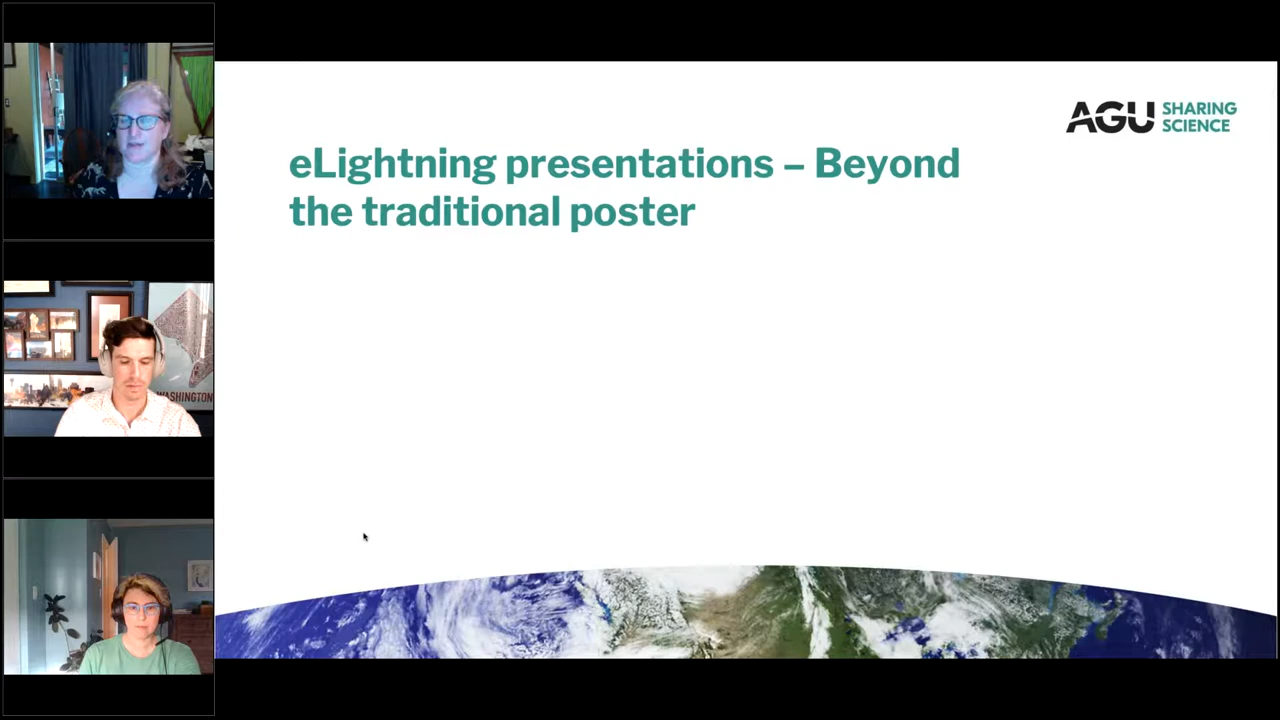 AGU SHARING
SCIENCE
eLightning presentations – Beyond
the traditional poster
WASHINGTON